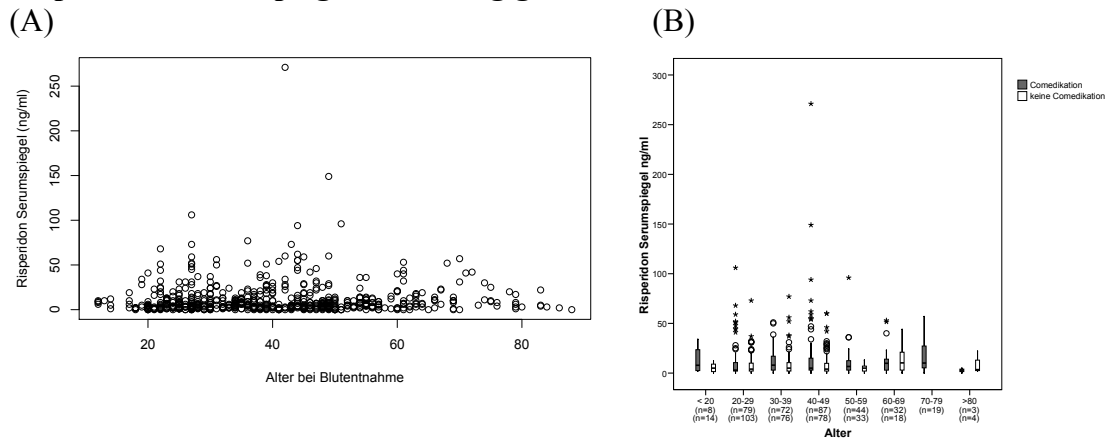 (A)
(B)
250
200
150
100
50
0
Risperidon Serumspiegel (ng/ml)
20
40
60
80
Alter bei Blutentnahme
Comedikation
keine Comedikation
300
250
200
150
100
50
0
Risperidon Serumspiegel ng/ml
< 20 20-29 30-39 40-49 50-59 60-69 70-79 >80
(n=8) (n=79) (n=72) (n=87) (n=44) (n=32) (n=19) (n=3)
(n=14) (n=103) (n=76) (n=78) (n=33) (n=18) (n=4)
Alter